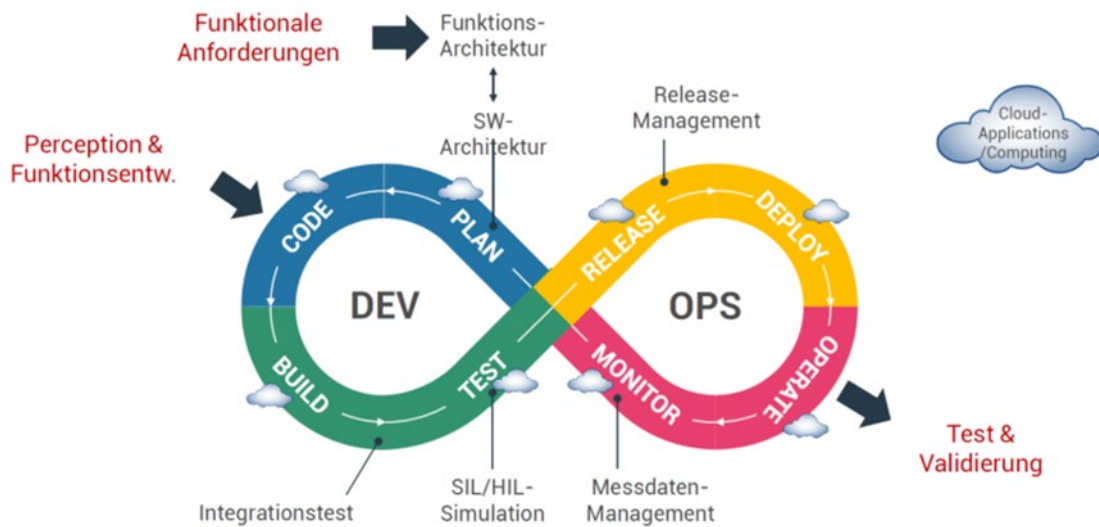 Funktionale
Anforderungen
Funktions-
Architektur
SW-
Architektur
Release-
Management
Cloud-
Applications
/Computing
Perception &
Funktionsentw.
CODE
PLAN
RELEASE
DEPLOY
DEV
OPS
BUILD
TEST
MONITOR
OPERATE
Test &
Validierung
Integrationstest
SIL/HIL-
Simulation
Messdaten-
Management